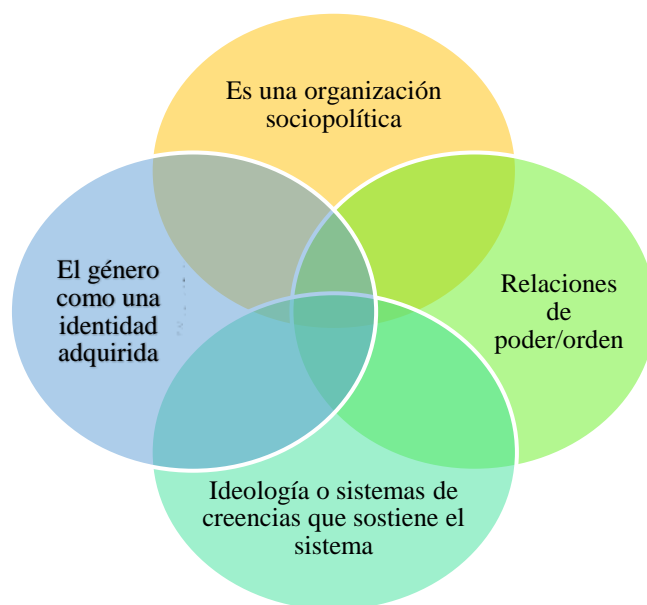 Es una organización
sociopolítica
El género
como una
identidad
adquirida
Relaciones
de
poder/orden
Ideología o sistemas de
creencias que sostiene el
sistema